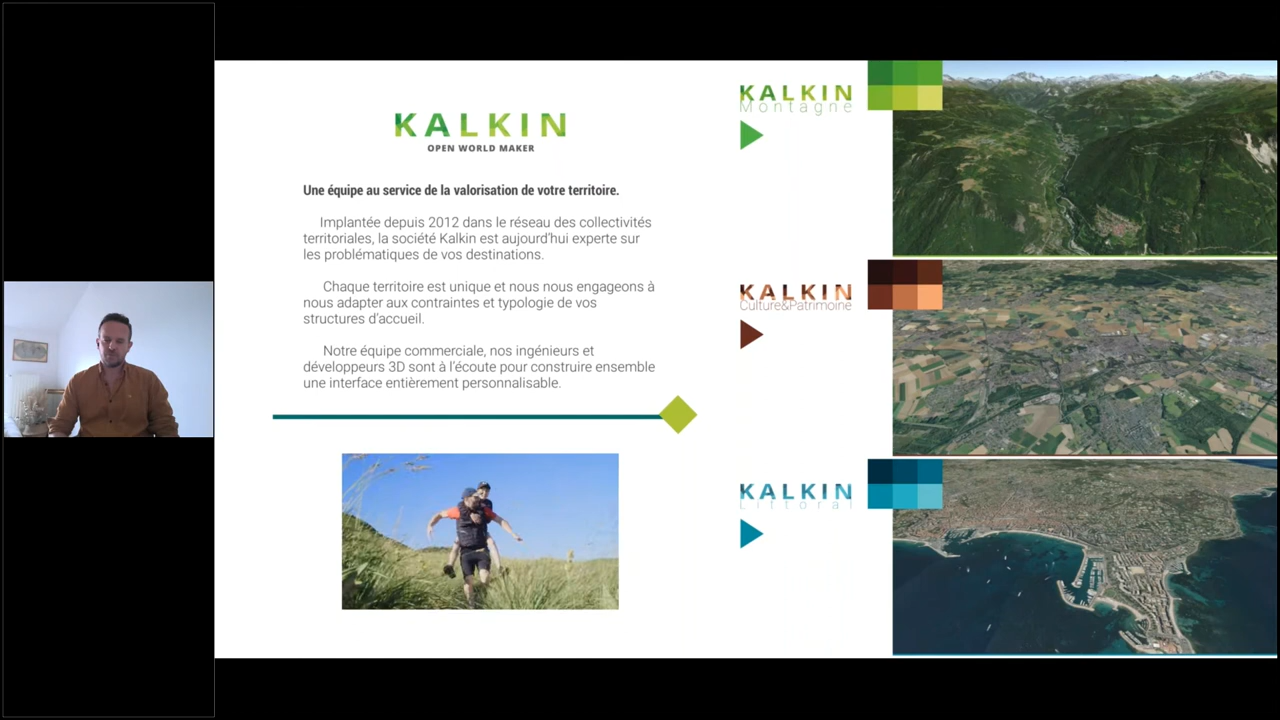 KALKIN
OPEN WORLD MAKER
Une équipe au service de la valorisation de votre territoire.
Implantée depuis 2012 dans le réseau des collectivités
territoriales, la société Kalkin est aujourd'hui experte sur
les problématiques de vos destinations.
Chaque territoire est unique et nous nous engageons à
nous adapter aux contraintes et typologie de vos
structures d'accueil.
Notre équipe commerciale, nos ingénieurs et
développeurs 3D sont à l'écoute pour construire ensemble
une interface entièrement personnalisable.
KALKIN
Montagne
KALKIN
Culture&Patrimoine
KALKIN
Littoral